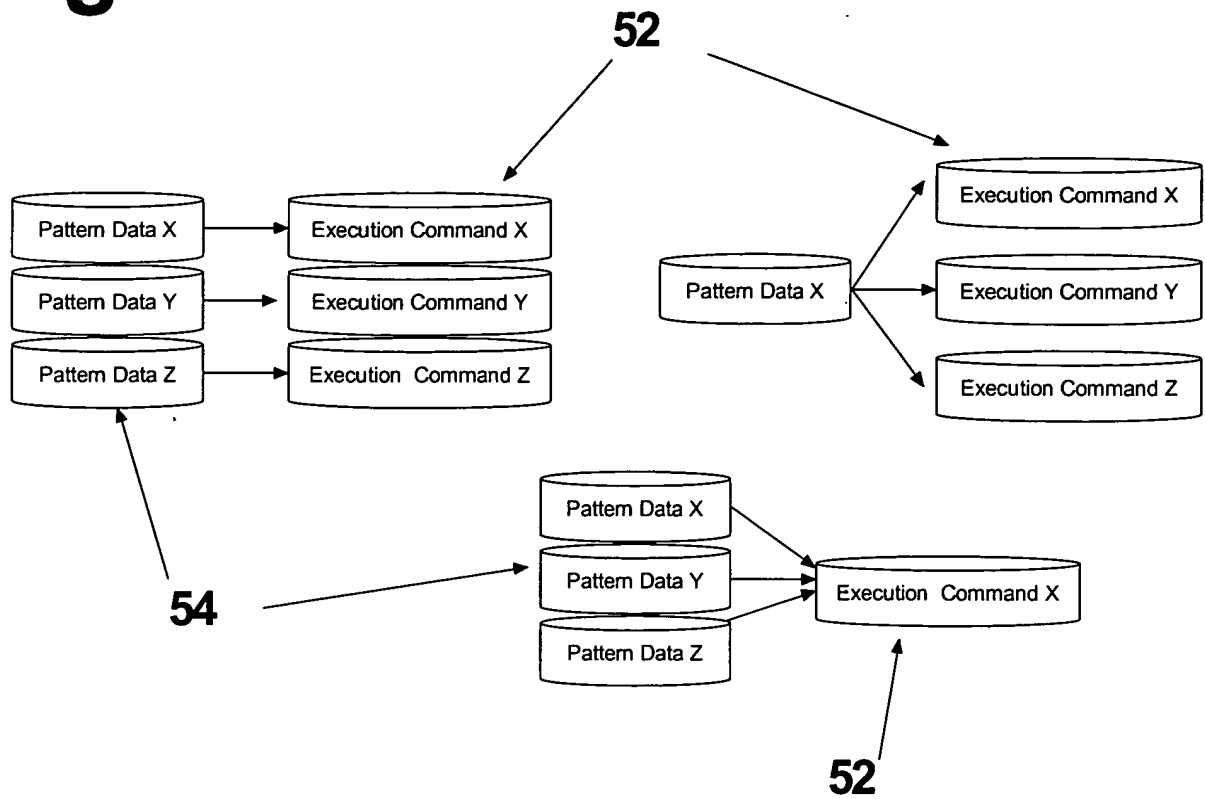 52
Pattern Data X
Execution Command X
Pattern Data Y
Execution Command Y
Pattern Data Z
Execution Command Z
Pattern Data X
Execution Command X
Execution Command Y
Execution Command Z
54
Pattern Data X
Pattern Data Y
Pattern Data Z
Execution Command X
52